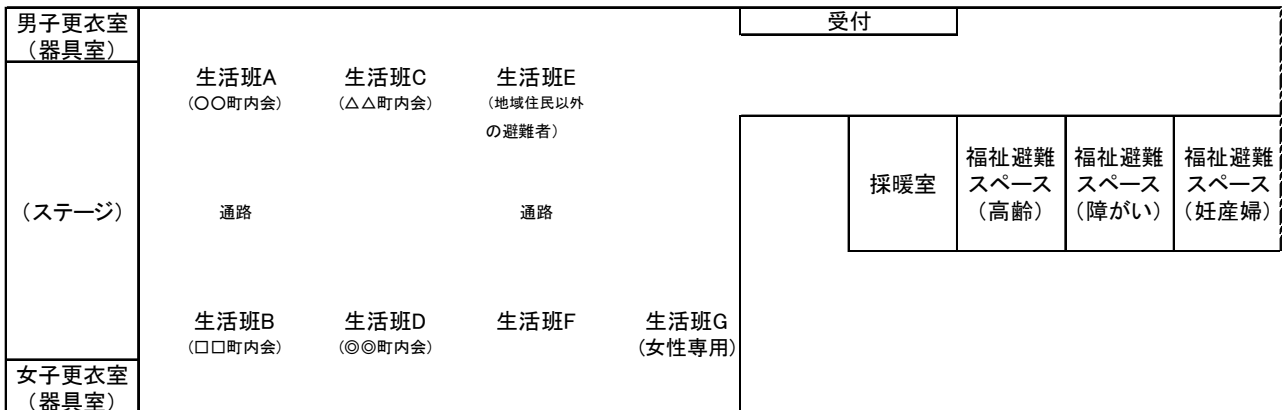 男子更衣室
（器具室）
受付
生活班A
（〇〇町内会）
生活班C
（△△町内会）
生活班E
（地域住民以外
の避難者）
（ステージ）
通路
通路
採暖室
福祉避難
スペース
（高齢）
福祉避難
スペース
（障がい）
福祉避難
スペース
（妊産婦）
生活班B
（□□町内会）
生活班D
（◎◎町内会）
生活班F
生活班G
（女性専用）
女子更衣室
（器具室）